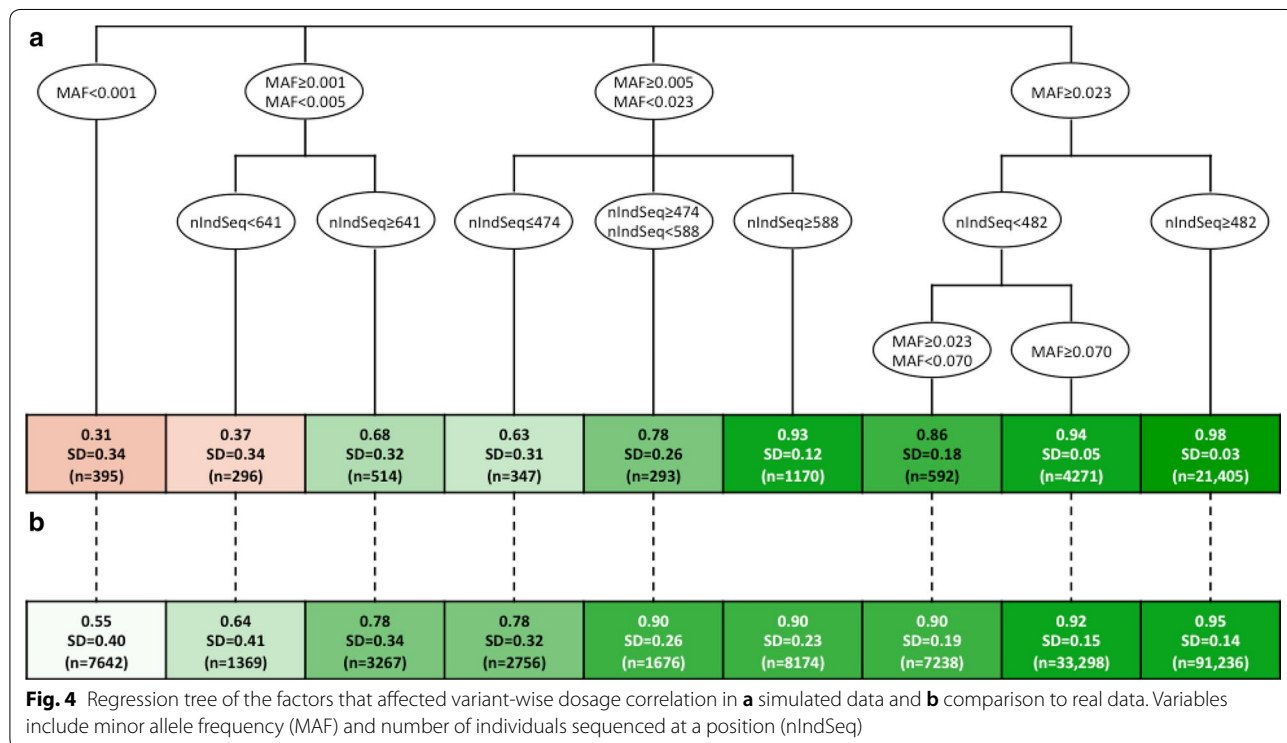 a
MAF<0.001
MAF≥0.001
MAF<0.005
MAF≥0.005
MAF<0.023
MAF≥0.023
nIndSeq<641
nIndSeq≥641
nIndSeq≤474
nIndSeq≥474
nIndSeq<588
nIndSeq≥588
nIndSeq<482
nIndSeq≥482
MAF≥0.023
MAF<0.070
MAF≥0.070
0.31
SD=0.34
(n=395)
0.37
SD=0.34
(n=296)
0.68
SD=0.32
(n=514)
0.63
SD=0.31
(n=347)
0.78
SD=0.26
(n=293)
0.93
SD=0.12
(n=1170)
0.86
SD=0.18
(n=592)
0.94
SD=0.05
(n=4271)
0.98
SD=0.03
(n=21,405)
b
0.55
SD=0.40
(n=7642)
0.64
SD=0.41
(n=1369)
0.78
SD=0.34
(n=3267)
0.78
SD=0.32
(n=2756)
0.90
SD=0.26
(n=1676)
0.90
SD=0.23
(n=8174)
0.90
SD=0.19
(n=7238)
0.92
SD=0.15
(n=33,298)
0.95
SD=0.14
(n=91,236)
Fig. 4 Regression tree of the factors that affected variant-wise dosage correlation in a simulated data and b comparison to real data. Variables
include minor allele frequency (MAF) and number of individuals sequenced at a position (nIndSeq)